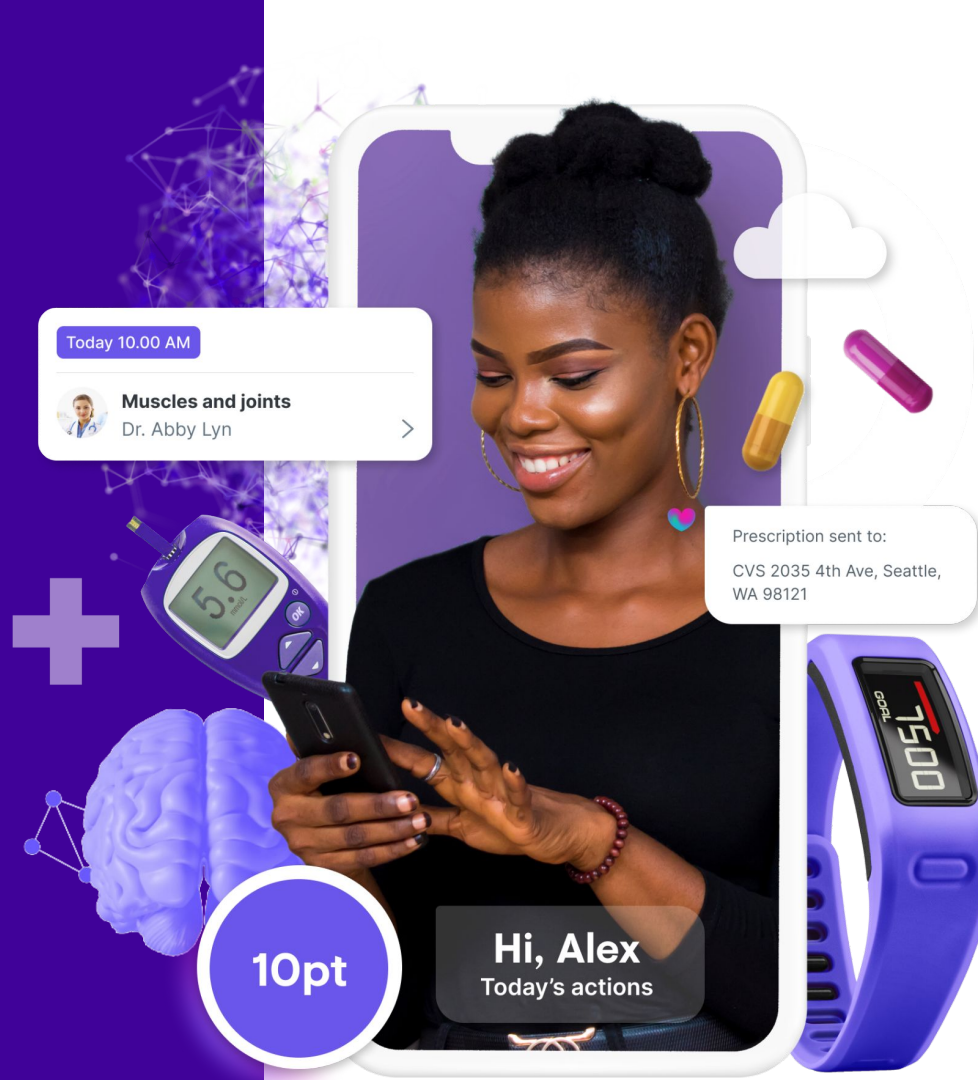 Today 10.00 AM
Muscles and joints
Dr. Abby Lyn
Prescription sent to:
CVS 2035 4th Ave, Seattle,
WA 98121
5.6
mmol/L
OK
GOAL
7500
Hi, Alex
Today’s actions
10pt